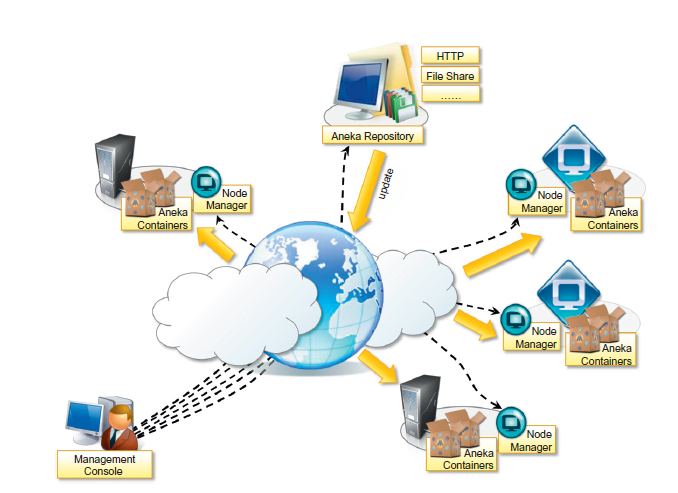 HTTP
File Share
......
Aneka Repository
update
Node
Manager
Aneka
Containers
Node
Manager
Aneka
Containers
Node
Manager
Aneka
Containers
Node
Manager
Aneka
Containers
Management
Console